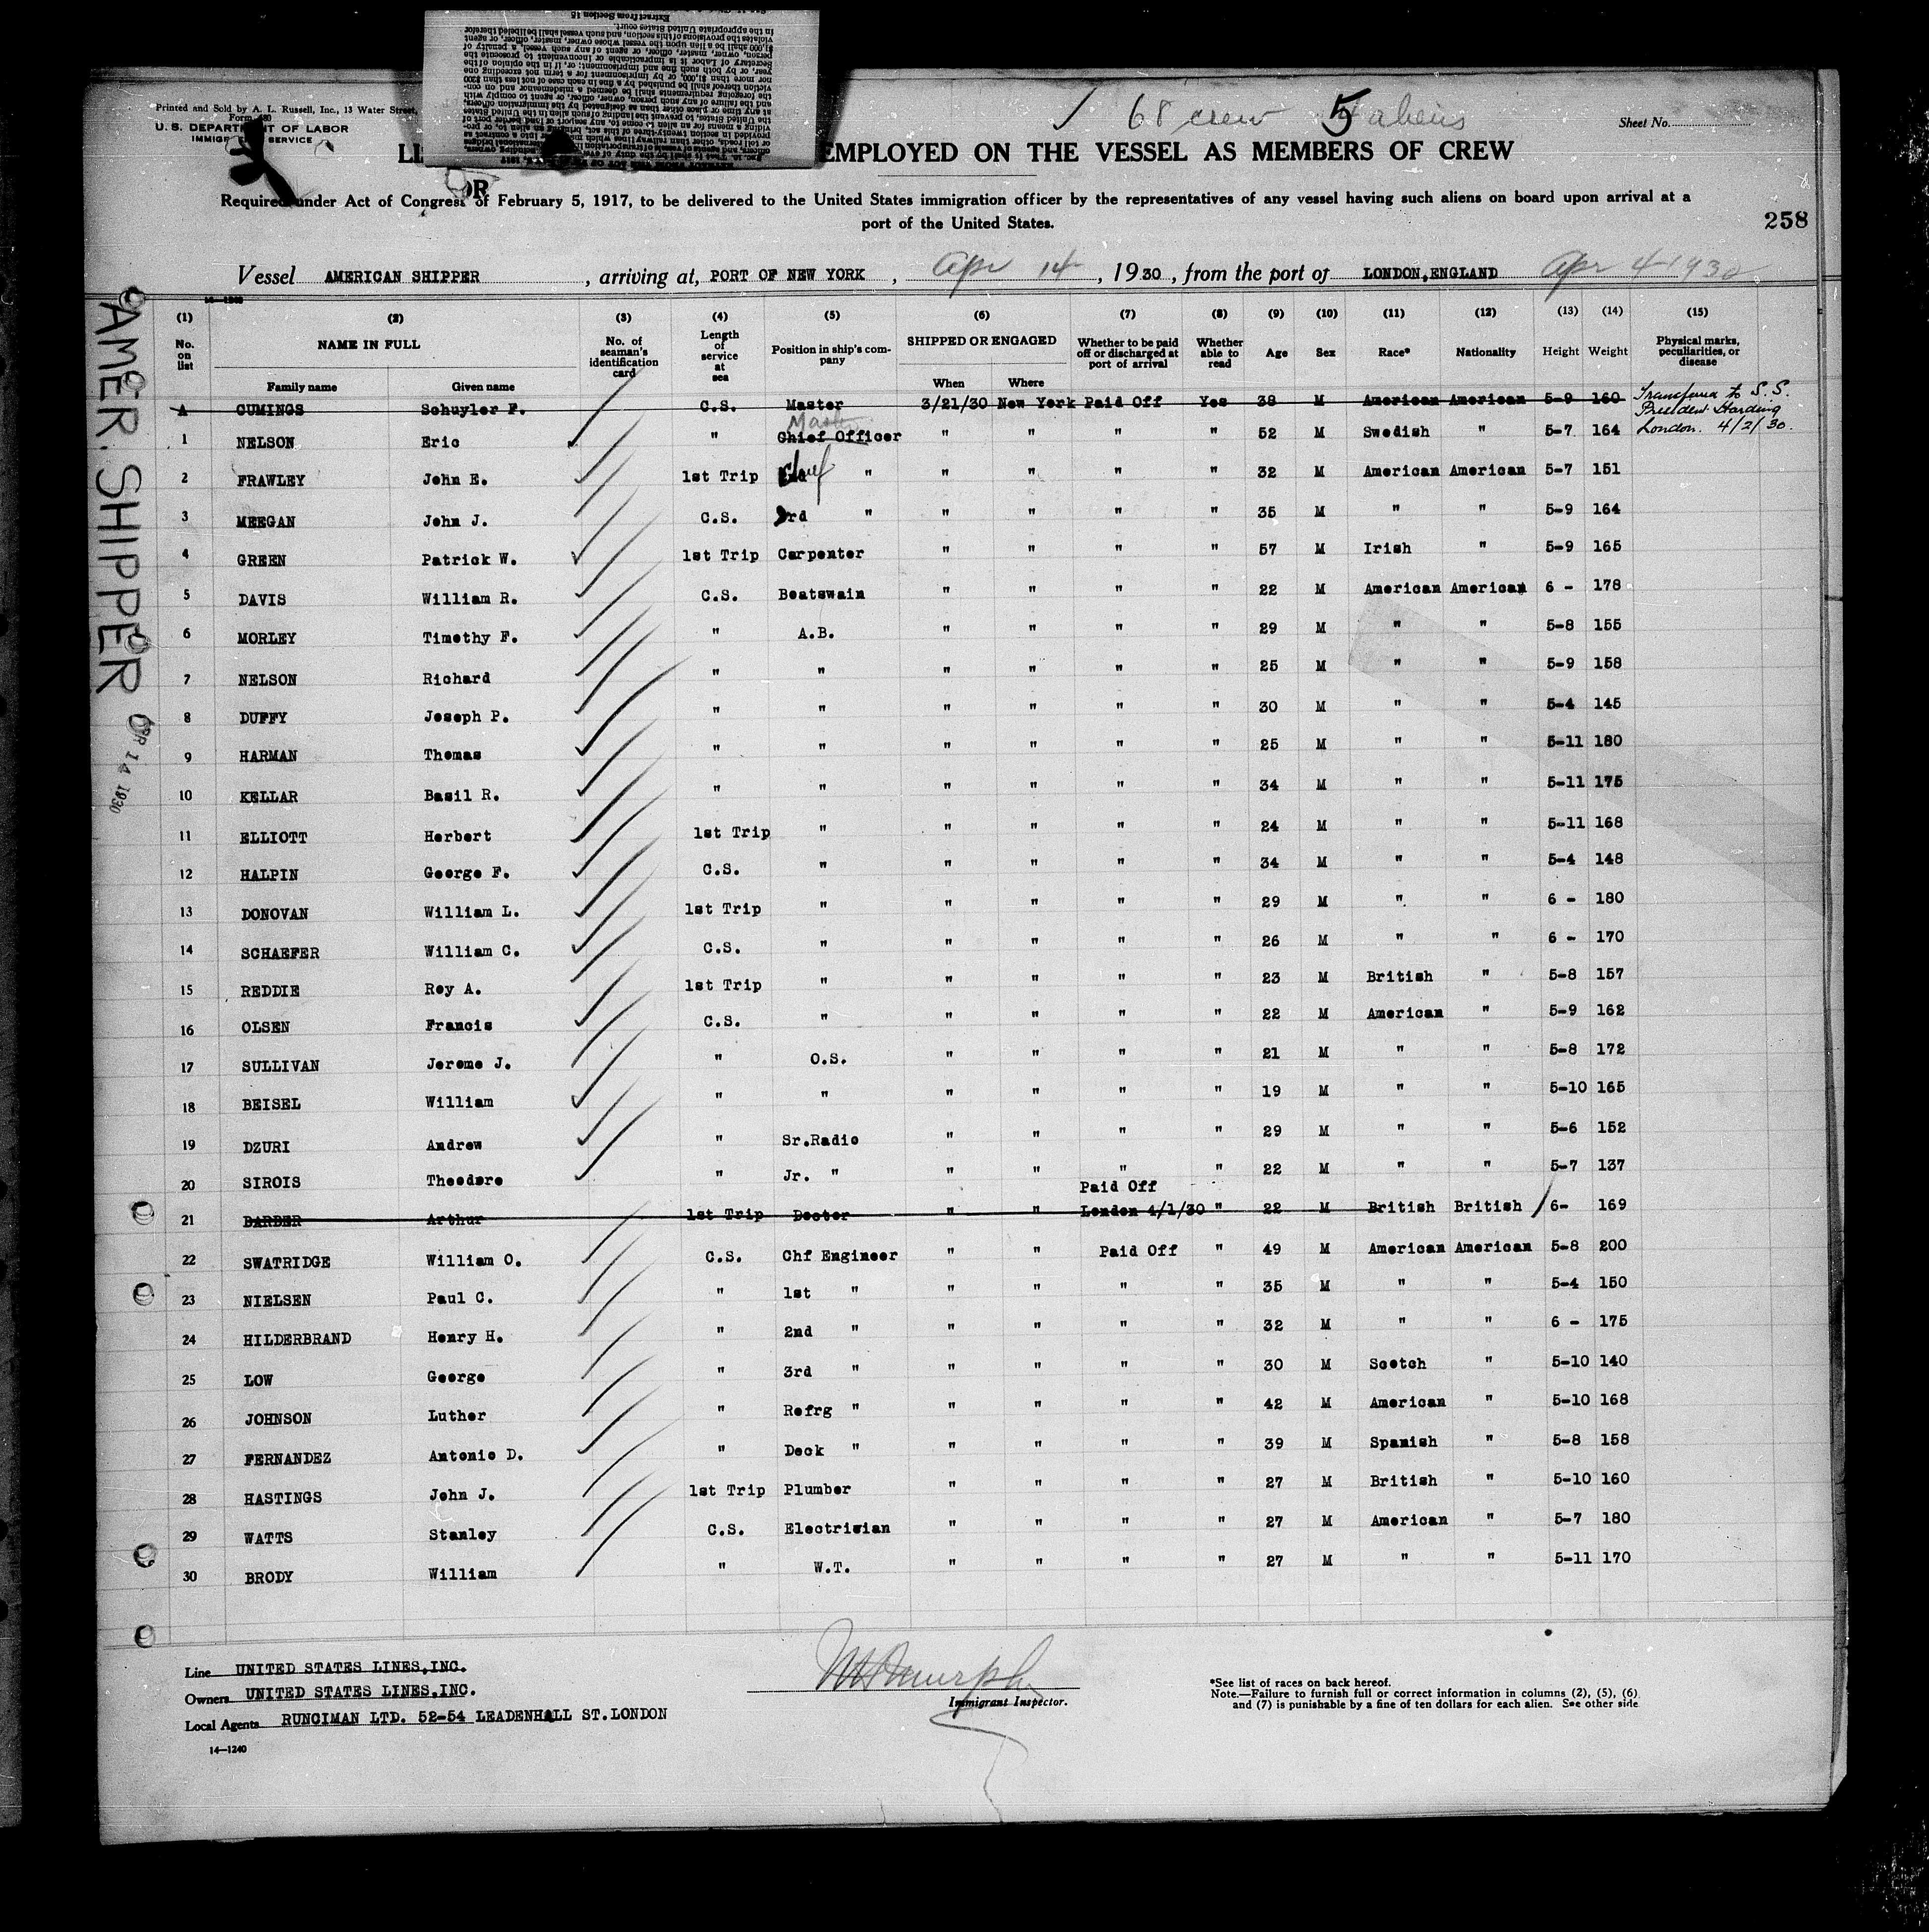 Printed and Sold by A. L. Russell, Inc., 13 Water Street,
U.S. DEPARTMENT OF LABOR
IMMIGRATION SERVICE
68 crew 5 aliens
Sheet No.
EMPLOYED ON THE VESSEL AS MEMBERS OF CREW
Required under Act of Congress of February 5, 1917, to be delivered to the United States immigration officer by the representatives of any vessel having such aliens on board upon arrival at a
port of the United States.
258
Vessel AMERICAN SHIPPER, arriving at, PORT OF NEW YORK, Apr 14, 1930, from the port of LONDON,ENGLAND Apr 4 1930
14-1240
(1) (2) (3) (4) (5) (6) (7) (8) (9) (10) (11) (12) (13) (14) (15)
No. on list NAME IN FULL No. of seaman's identification card Length of service at sea Position in ship's company SHIPPED OR ENGAGED Whether to be paid off or discharged at port of arrival Whether able to read Age Sex Race* Nationality Height Weight Physical marks, peculiarities, or disease
Family name Given name When Where
A CUMINGS Schuyler F. C.S. Master 3/21/30 New York Paid Off Yes 38 M American American 5-9 160 Transferred to S.S. President Harding London. 4/2/30.
Master
1 NELSON Eric " Chief Officer " " " " 52 M Swedish " 5-7 164
2 FRAWLEY John E. 1st Trip Chief " " " " " 32 M American American 5-7 151
3 MEEGAN John J. C.S. 3rd " " " " " 35 M " " 5-9 164
4 GREEN Patrick W. 1st Trip Carpenter " " " " 57 M Irish " 5-9 165
5 DAVIS William R. C.S. Boatswain " " " " 22 M American American 6 - 178
6 MORLEY Timothy F. " A.B. " " " " 29 M " " 5-8 155
7 NELSON Richard " " " " " " 25 M " " 5-9 158
8 DUFFY Joseph P. " " " " " " 30 M " " 5-4 145
9 HARMAN Thomas " " " " " " 25 M " " 5-11 180
10 KELLAR Basil R. " " " " " " 34 M " " 5-11 175
11 ELLIOTT Herbert 1st Trip " " " " " 24 M " " 5-11 168
12 HALPIN George F. C.S. " " " " " 34 M " " 5-4 148
13 DONOVAN William L. 1st Trip " " " " " 29 M " " 6 - 180
14 SCHAEFER William C. C.S. " " " " " 26 M " " 6 - 170
15 REDDIE Roy A. 1st Trip " " " " " 23 M British " 5-8 157
16 OLSEN Francis C.S. " " " " " 22 M American " 5-9 162
17 SULLIVAN Jerome J. " O.S. " " " " 21 M " " 5-8 172
18 BEISEL William " " " " " " 19 M " " 5-10 165
19 DZURI Andrew " Sr.Radio " " " " 29 M " " 5-6 152
20 SIROIS Theodore " Jr. " " " " " 22 M " " 5-7 137
21 BARBER Arthur 1st Trip Doctor " " Paid Off London 4/1/30 " 22 M British British 6- 169
22 SWATRIDGE William O. C.S. Chf Engineer " " Paid Off " 49 M American American 5-8 200
23 NIELSEN Paul C. " 1st " " " " " 35 M " " 5-4 150
24 HILDERBRAND Henry H. " 2nd " " " " " 32 M " " 6 - 175
25 LOW George " 3rd " " " " " 30 M Scotch " 5-10 140
26 JOHNSON Luther " Refrg " " " " " 42 M American " 5-10 168
27 FERNANDEZ Antonio D. " Deck " " " " " 39 M Spanish " 5-8 158
28 HASTINGS John J. 1st Trip Plumber " " " " 27 M British " 5-10 160
29 WATTS Stanley C.S. Electrisian " " " " 27 M American " 5-7 180
30 BRODY William " W.T. " " " " 27 M " " 5-11 170
AMER. SHIPPER APR 14 1930
Line UNITED STATES LINES,INC.
Owners UNITED STATES LINES,INC.
Local Agents RUNCIMAN LTD. 52-54 LEADENHALL ST.LONDON
14-1240
Immigrant Inspector.
*See list of races on back hereof.
Note.—Failure to furnish full or correct information in columns (2), (5), (6)
and (7) is punishable by a fine of ten dollars for each alien. See other side